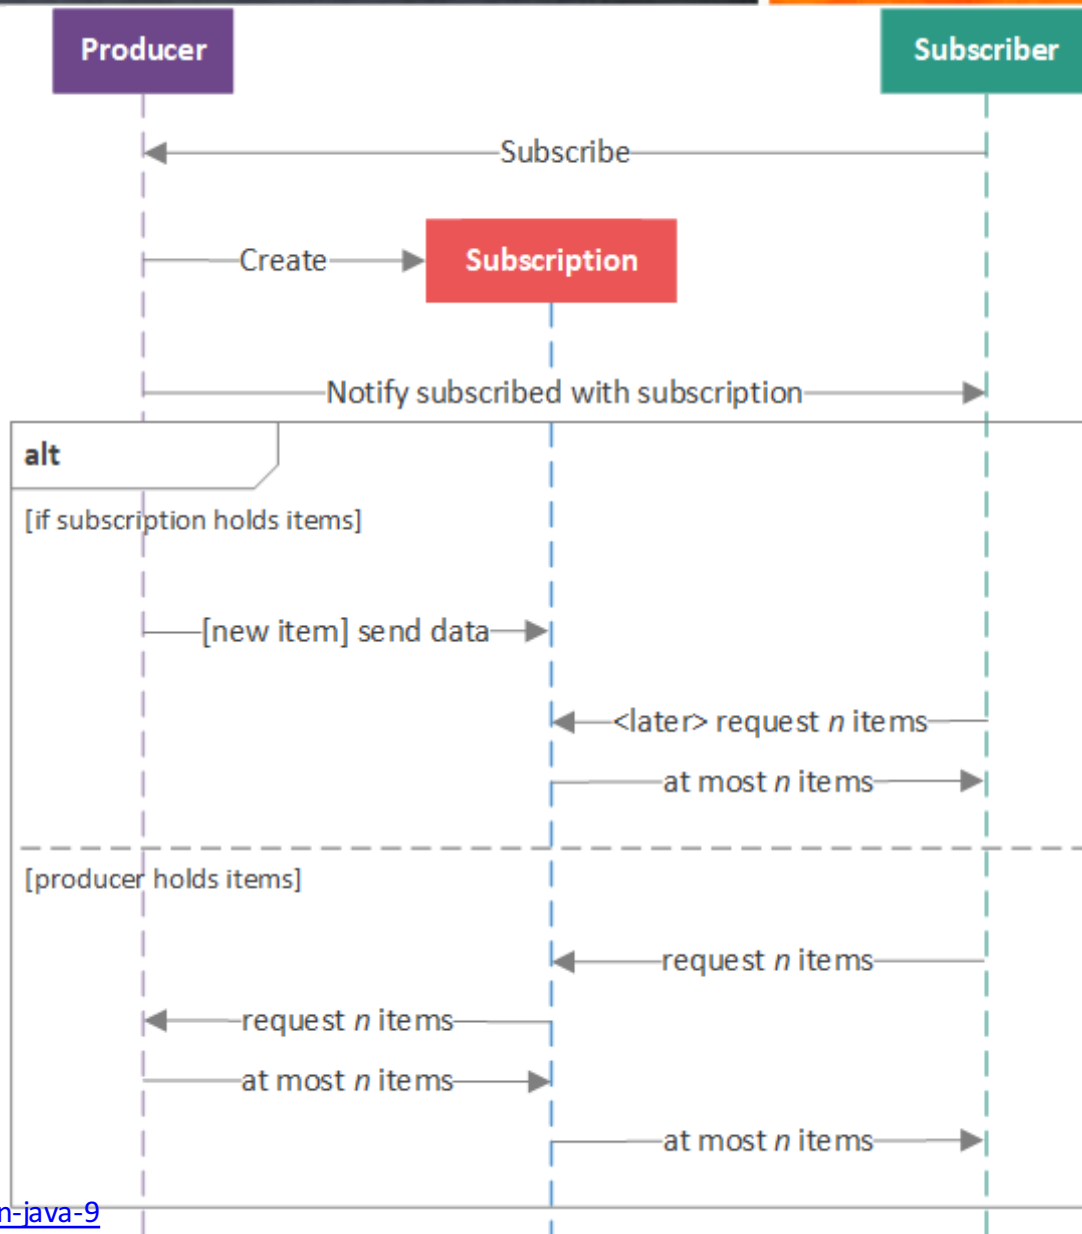 Producer
Subscriber
Subscribe
Create
Subscription
Notify subscribed with subscription
alt
[if subscription holds items]
[new item] send data
<later> request n items
at most n items
[producer holds items]
request n items
request n items
at most n items
at most n items
n-java-9